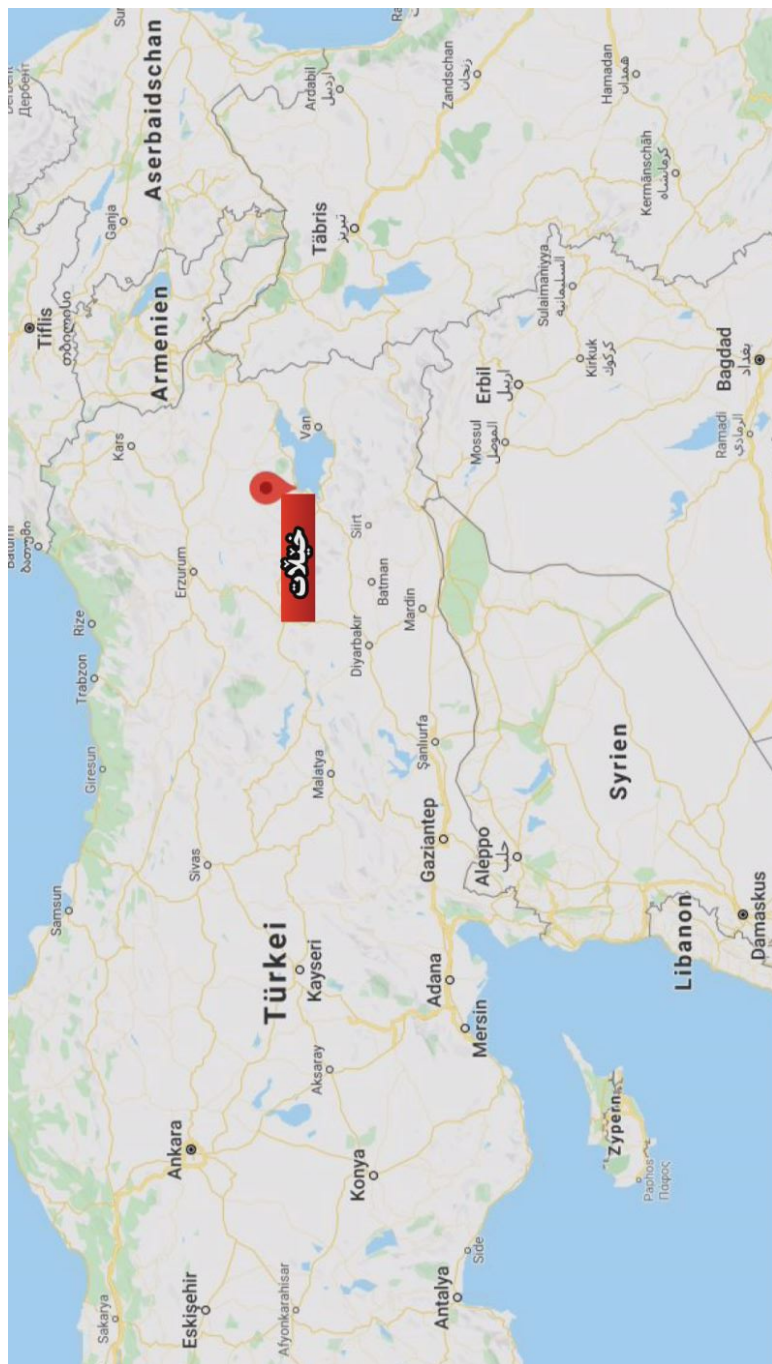 Дербент
Батumi
ბათუმი
Tiflis
თბილისი
Samsun
Rize
Trabzon
Giresun
Sakarya
Ganja
Kars
Aserbaidschan
Armenien
Ankara
Erzurum
Sivas
Eskişehir
Türkei
Kayseri
Afyonkarahisar
Van
Ardabil
اردبیل
Täbris
تبریز
Malatya
Aksaray
Siirt
Konya
Diyarbakır
Batman
Mardin
Şanlıurfa
Gaziantep
Adana
Antalya
Zandschan
زنجان
Mersin
Side
Erbil
اربيل
Mossul
الموصل
Aleppo
حلب
Sulaimaniyya
السليمانية
Kirkuk
كركوك
Hamadan
همدان
Syrien
Zypern
Kermānschāh
کرمانشاه
Paphos
Πάφος
Libanon
Bagdad
بغداد
Ramadi
الرمادي
Damaskus